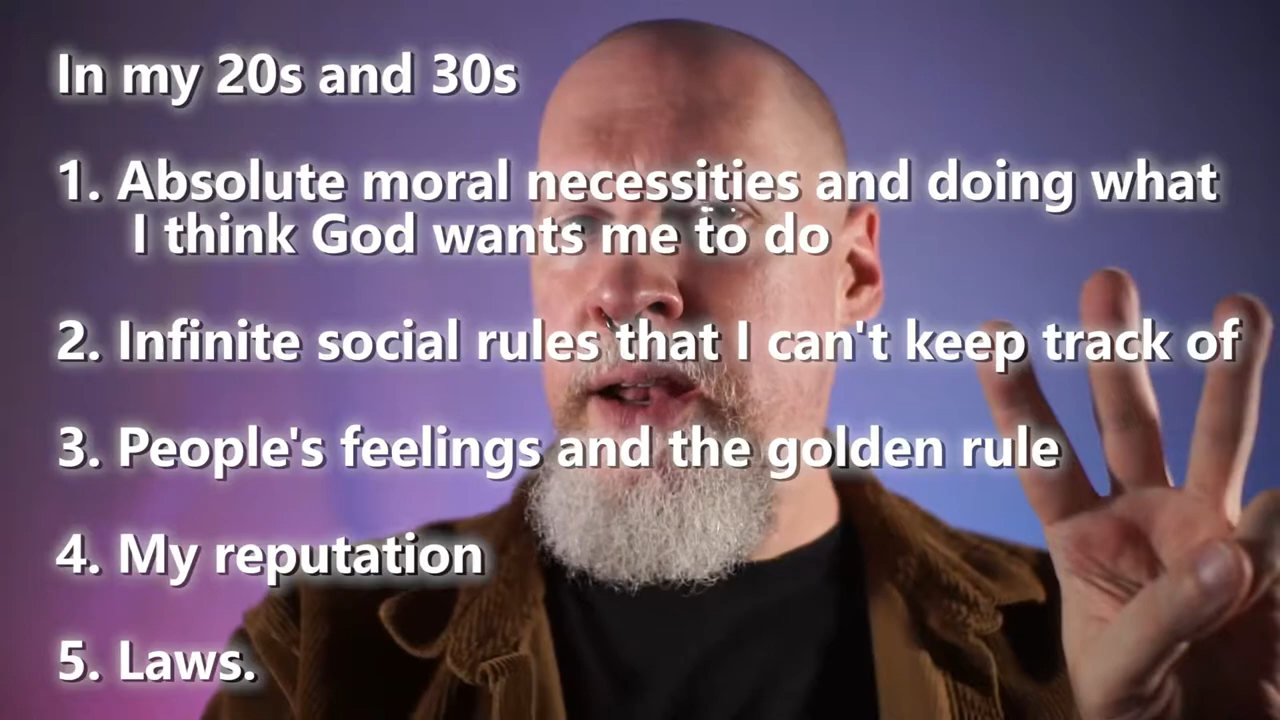 In my 20s and 30s
1. Absolute moral necessities and doing what
I think God wants me to do
2. Infinite social rules that I can't keep track of
3. People's feelings and the golden rule
4. My reputation
5. Laws.